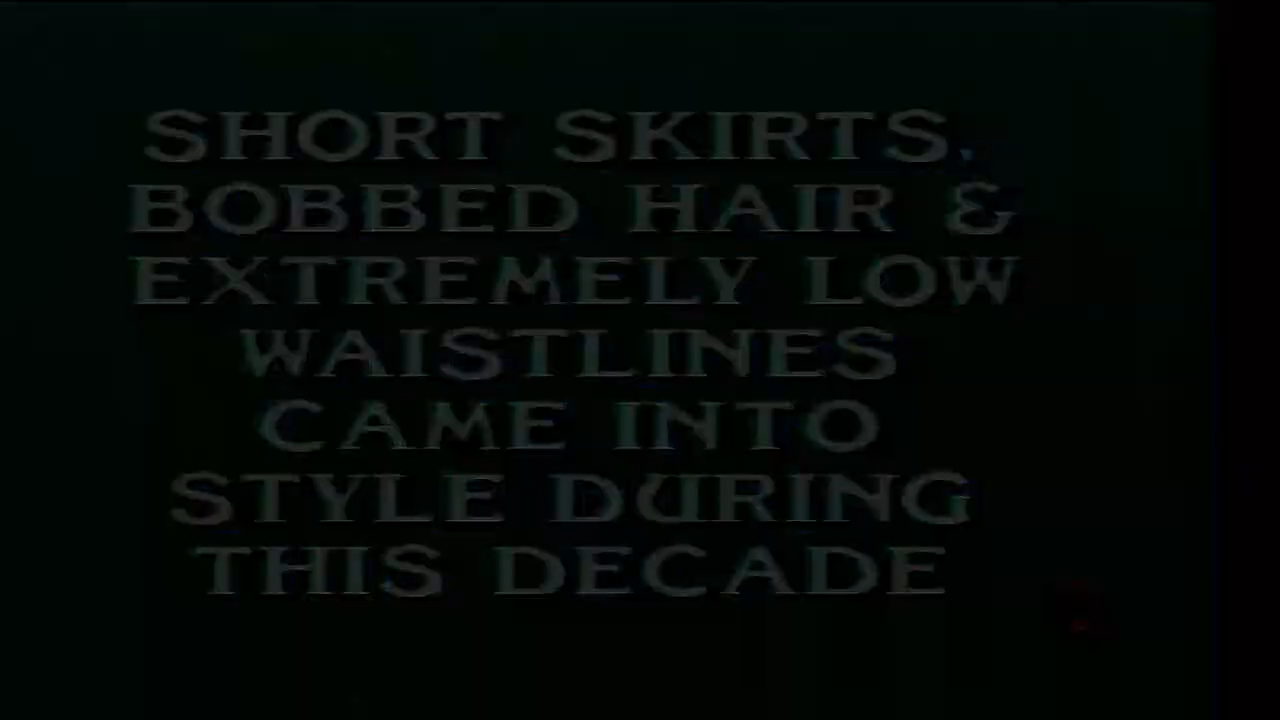 SHORT SKIRTS,
BOBBED HAIR &
EXTREMELY LOW
WAISTLINES
CAME INTO
STYLE DURING
THIS DECADE